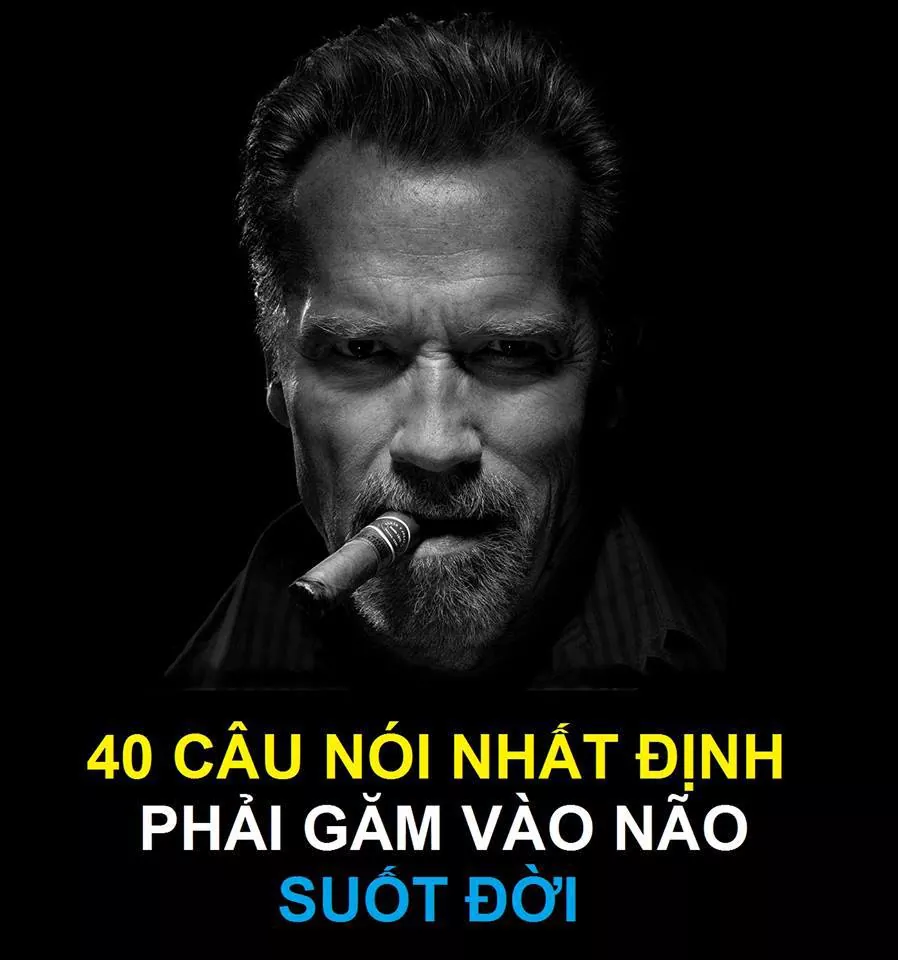 40 CÂU NÓI NHẤT ĐỊNH
PHẢI GĂM VÀO NÃO
SUỐT ĐỜI